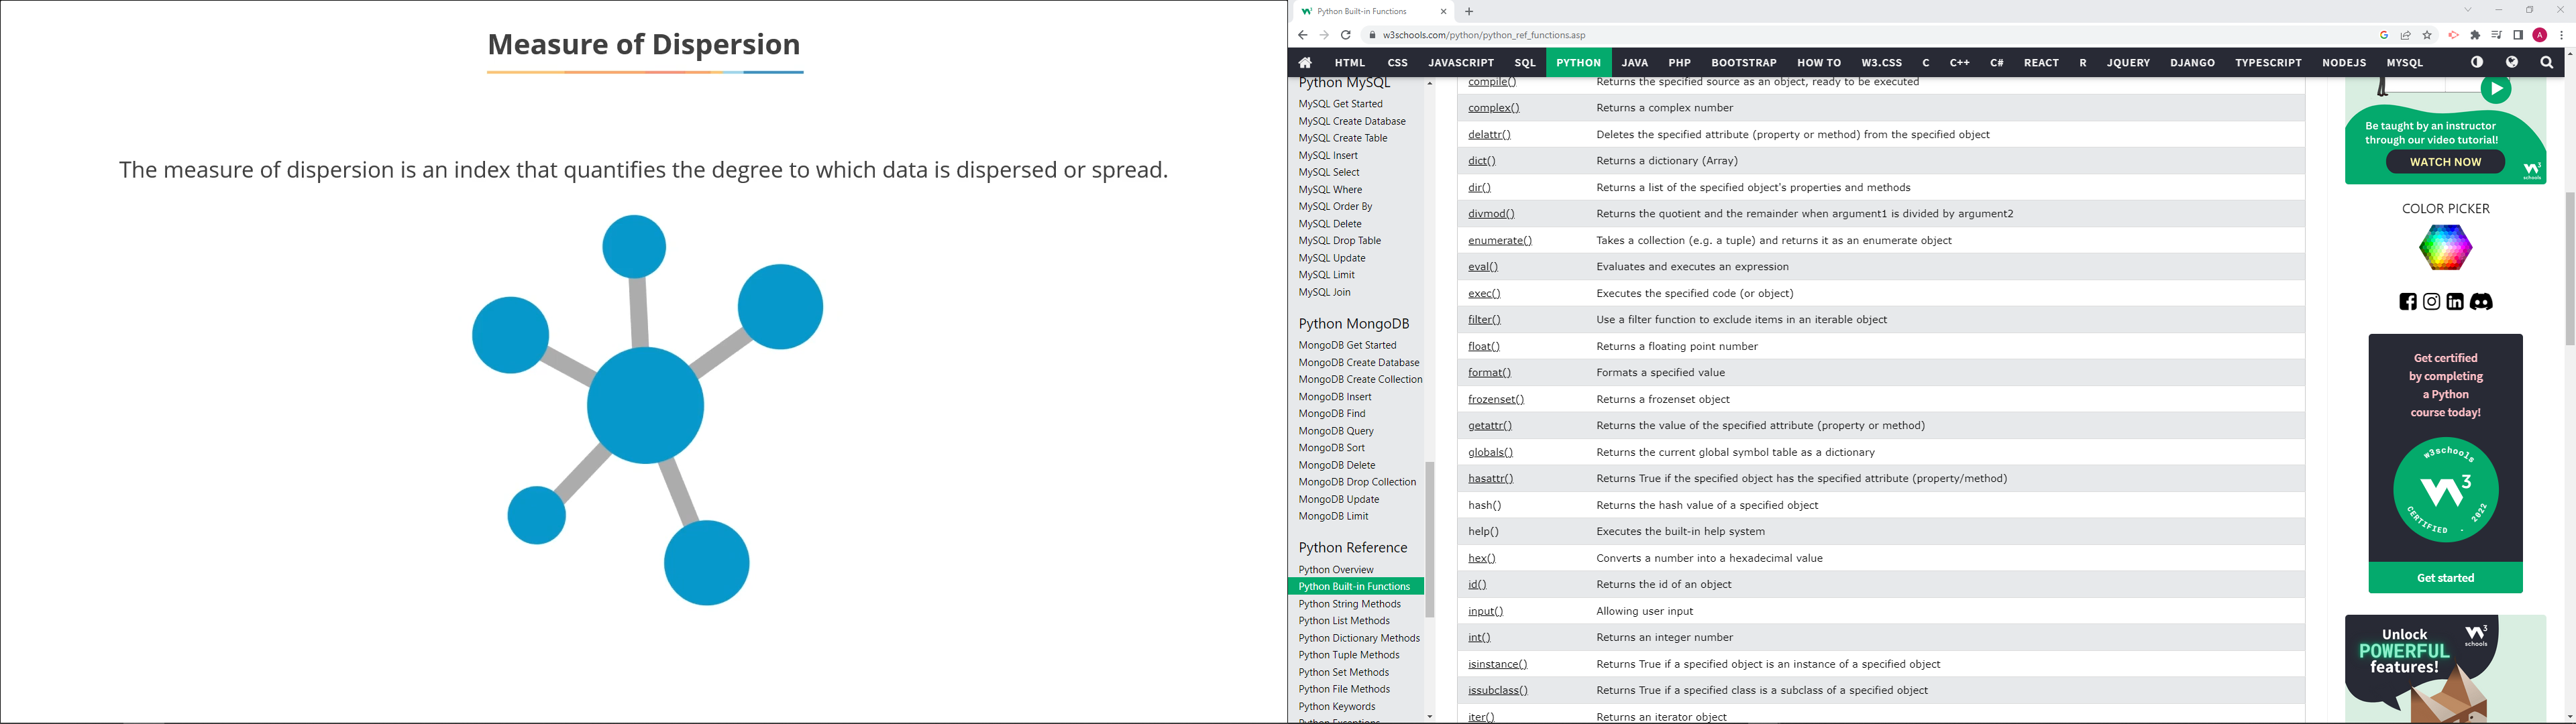 Measure of Dispersion
The measure of dispersion is an index that quantifies the degree to which data is dispersed or spread.
Python Built-in Functions
w3schools.com/python/python_ref_functions.asp
A
HTML CSS JAVASCRIPT SQL PYTHON JAVA PHP BOOTSTRAP HOW TO W3.CSS C C++ C# REACT R JQUERY DJANGO TYPESCRIPT NODEJS MYSQL
Python MySQL
MySQL Get Started
MySQL Create Database
MySQL Create Table
MySQL Insert
MySQL Select
MySQL Where
MySQL Order By
MySQL Delete
MySQL Drop Table
MySQL Update
MySQL Limit
MySQL Join
Python MongoDB
MongoDB Get Started
MongoDB Create Database
MongoDB Create Collection
MongoDB Insert
MongoDB Find
MongoDB Query
MongoDB Sort
MongoDB Delete
MongoDB Drop Collection
MongoDB Update
MongoDB Limit
Python Reference
Python Overview
Python Built-in Functions
Python String Methods
Python List Methods
Python Dictionary Methods
Python Tuple Methods
Python Set Methods
Python File Methods
Python Keywords
compile() Returns the specified source as an object, ready to be executed
complex() Returns a complex number
delattr() Deletes the specified attribute (property or method) from the specified object
dict() Returns a dictionary (Array)
dir() Returns a list of the specified object's properties and methods
divmod() Returns the quotient and the remainder when argument1 is divided by argument2
enumerate() Takes a collection (e.g. a tuple) and returns it as an enumerate object
eval() Evaluates and executes an expression
exec() Executes the specified code (or object)
filter() Use a filter function to exclude items in an iterable object
float() Returns a floating point number
format() Formats a specified value
frozenset() Returns a frozenset object
getattr() Returns the value of the specified attribute (property or method)
globals() Returns the current global symbol table as a dictionary
hasattr() Returns True if the specified object has the specified attribute (property/method)
hash() Returns the hash value of a specified object
help() Executes the built-in help system
hex() Converts a number into a hexadecimal value
id() Returns the id of an object
input() Allowing user input
int() Returns an integer number
isinstance() Returns True if a specified object is an instance of a specified object
issubclass() Returns True if a specified class is a subclass of a specified object
iter() Returns an iterator object
Be taught by an instructor
through our video tutorial!
WATCH NOW
w3 schools
COLOR PICKER
Get certified
by completing
a Python
course today!
w3schools
w3
CERTIFIED . 2022
Get started
Unlock
POWERFUL
features!
w3 schools